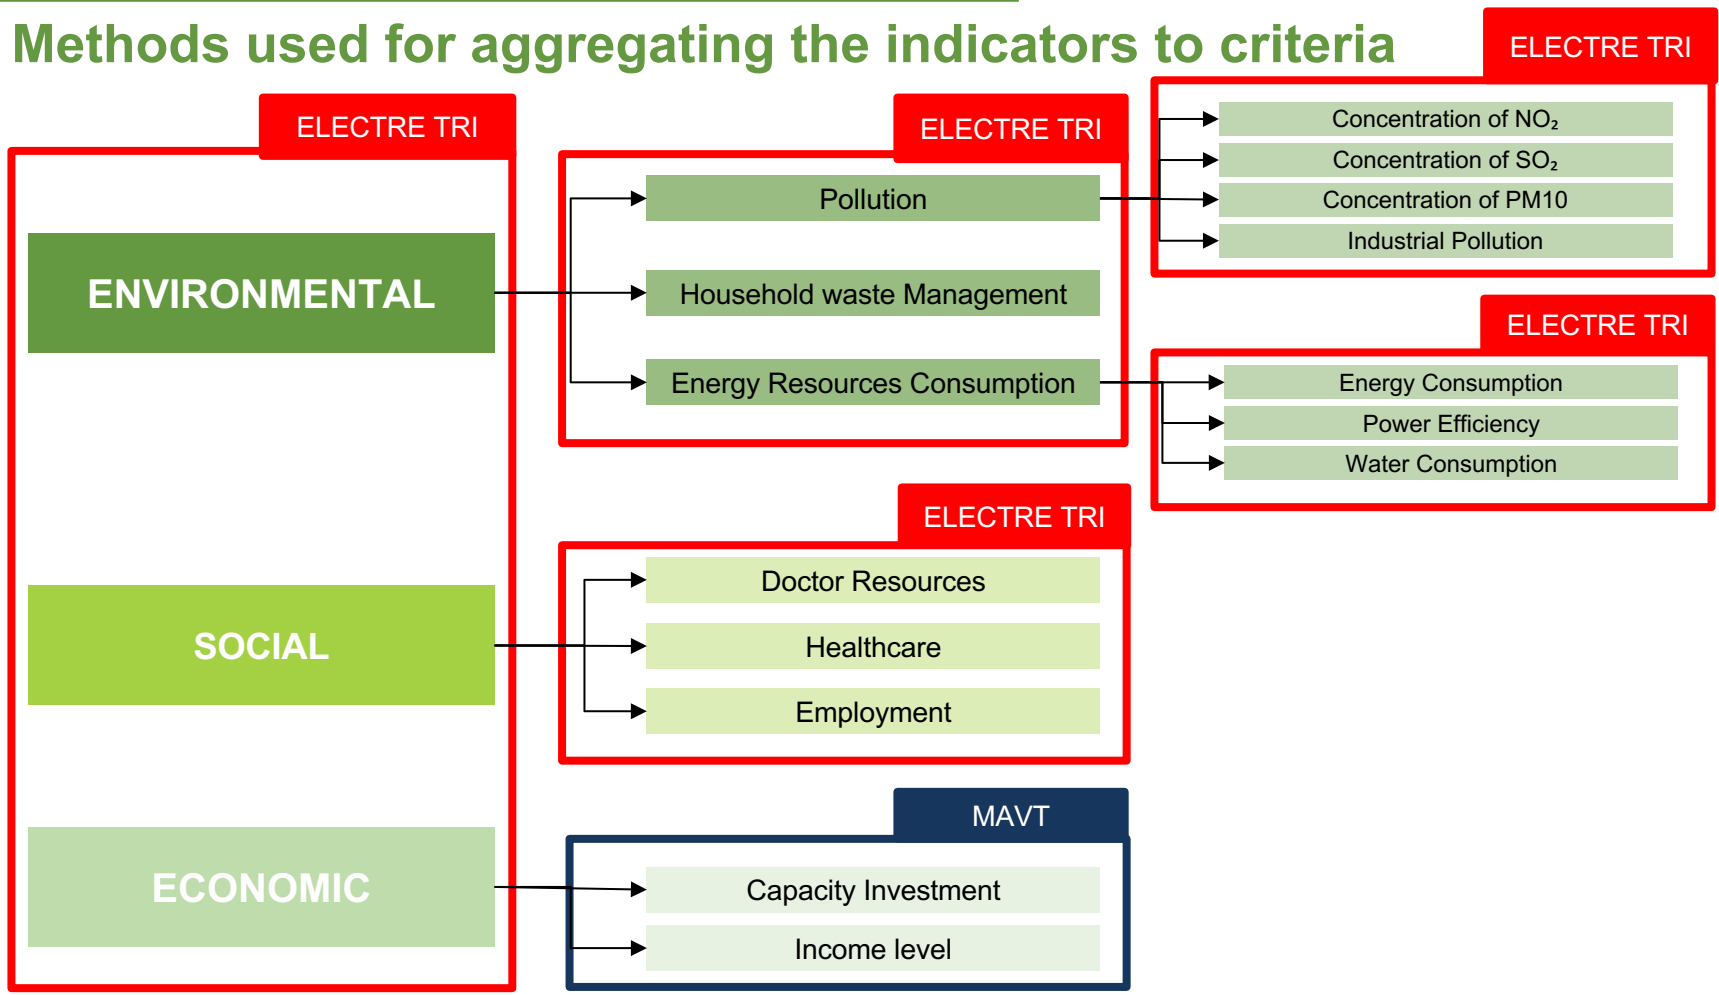 Methods used for aggregating the indicators to criteria
ELECTRE TRI
ENVIRONMENTAL
SOCIAL
ECONOMIC
ELECTRE TRI
Pollution
Household waste Management
Energy Resources Consumption
ELECTRE TRI
Concentration of NO₂
Concentration of SO₂
Concentration of PM10
Industrial Pollution
ELECTRE TRI
Energy Consumption
Power Efficiency
Water Consumption
ELECTRE TRI
Doctor Resources
Healthcare
Employment
MAVT
Capacity Investment
Income level